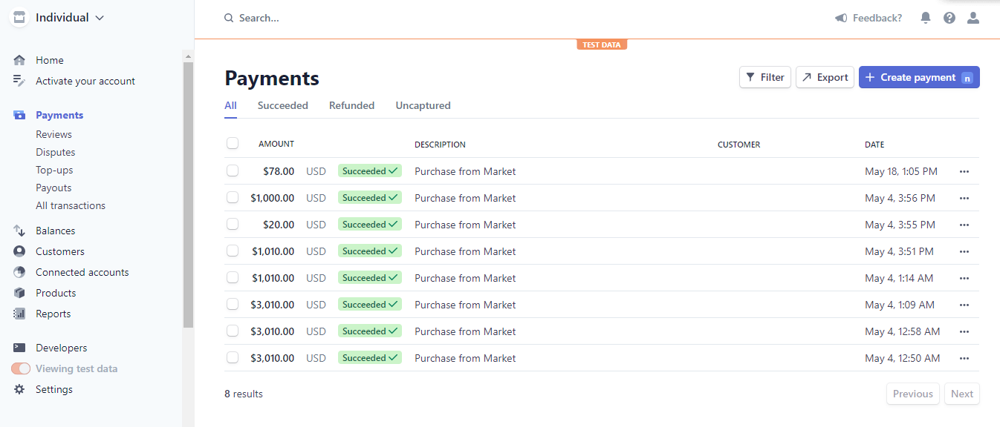 Individual
Search...
Feedback?
TEST DATA
Home
Activate your account
Payments
Reviews
Disputes
Top-ups
Payouts
All transactions
Balances
Customers
Connected accounts
Products
Reports
Developers
Viewing test data
Settings
Payments
Filter
Export
Create payment n
All Succeeded Refunded Uncaptured
AMOUNT DESCRIPTION CUSTOMER DATE
$78.00 USD Succeeded Purchase from Market May 18, 1:05 PM
$1,000.00 USD Succeeded Purchase from Market May 4, 3:56 PM
$20.00 USD Succeeded Purchase from Market May 4, 3:55 PM
$1,010.00 USD Succeeded Purchase from Market May 4, 3:51 PM
$1,010.00 USD Succeeded Purchase from Market May 4, 1:14 AM
$3,010.00 USD Succeeded Purchase from Market May 4, 1:09 AM
$3,010.00 USD Succeeded Purchase from Market May 4, 12:58 AM
$3,010.00 USD Succeeded Purchase from Market May 4, 12:50 AM
8 results
Previous Next